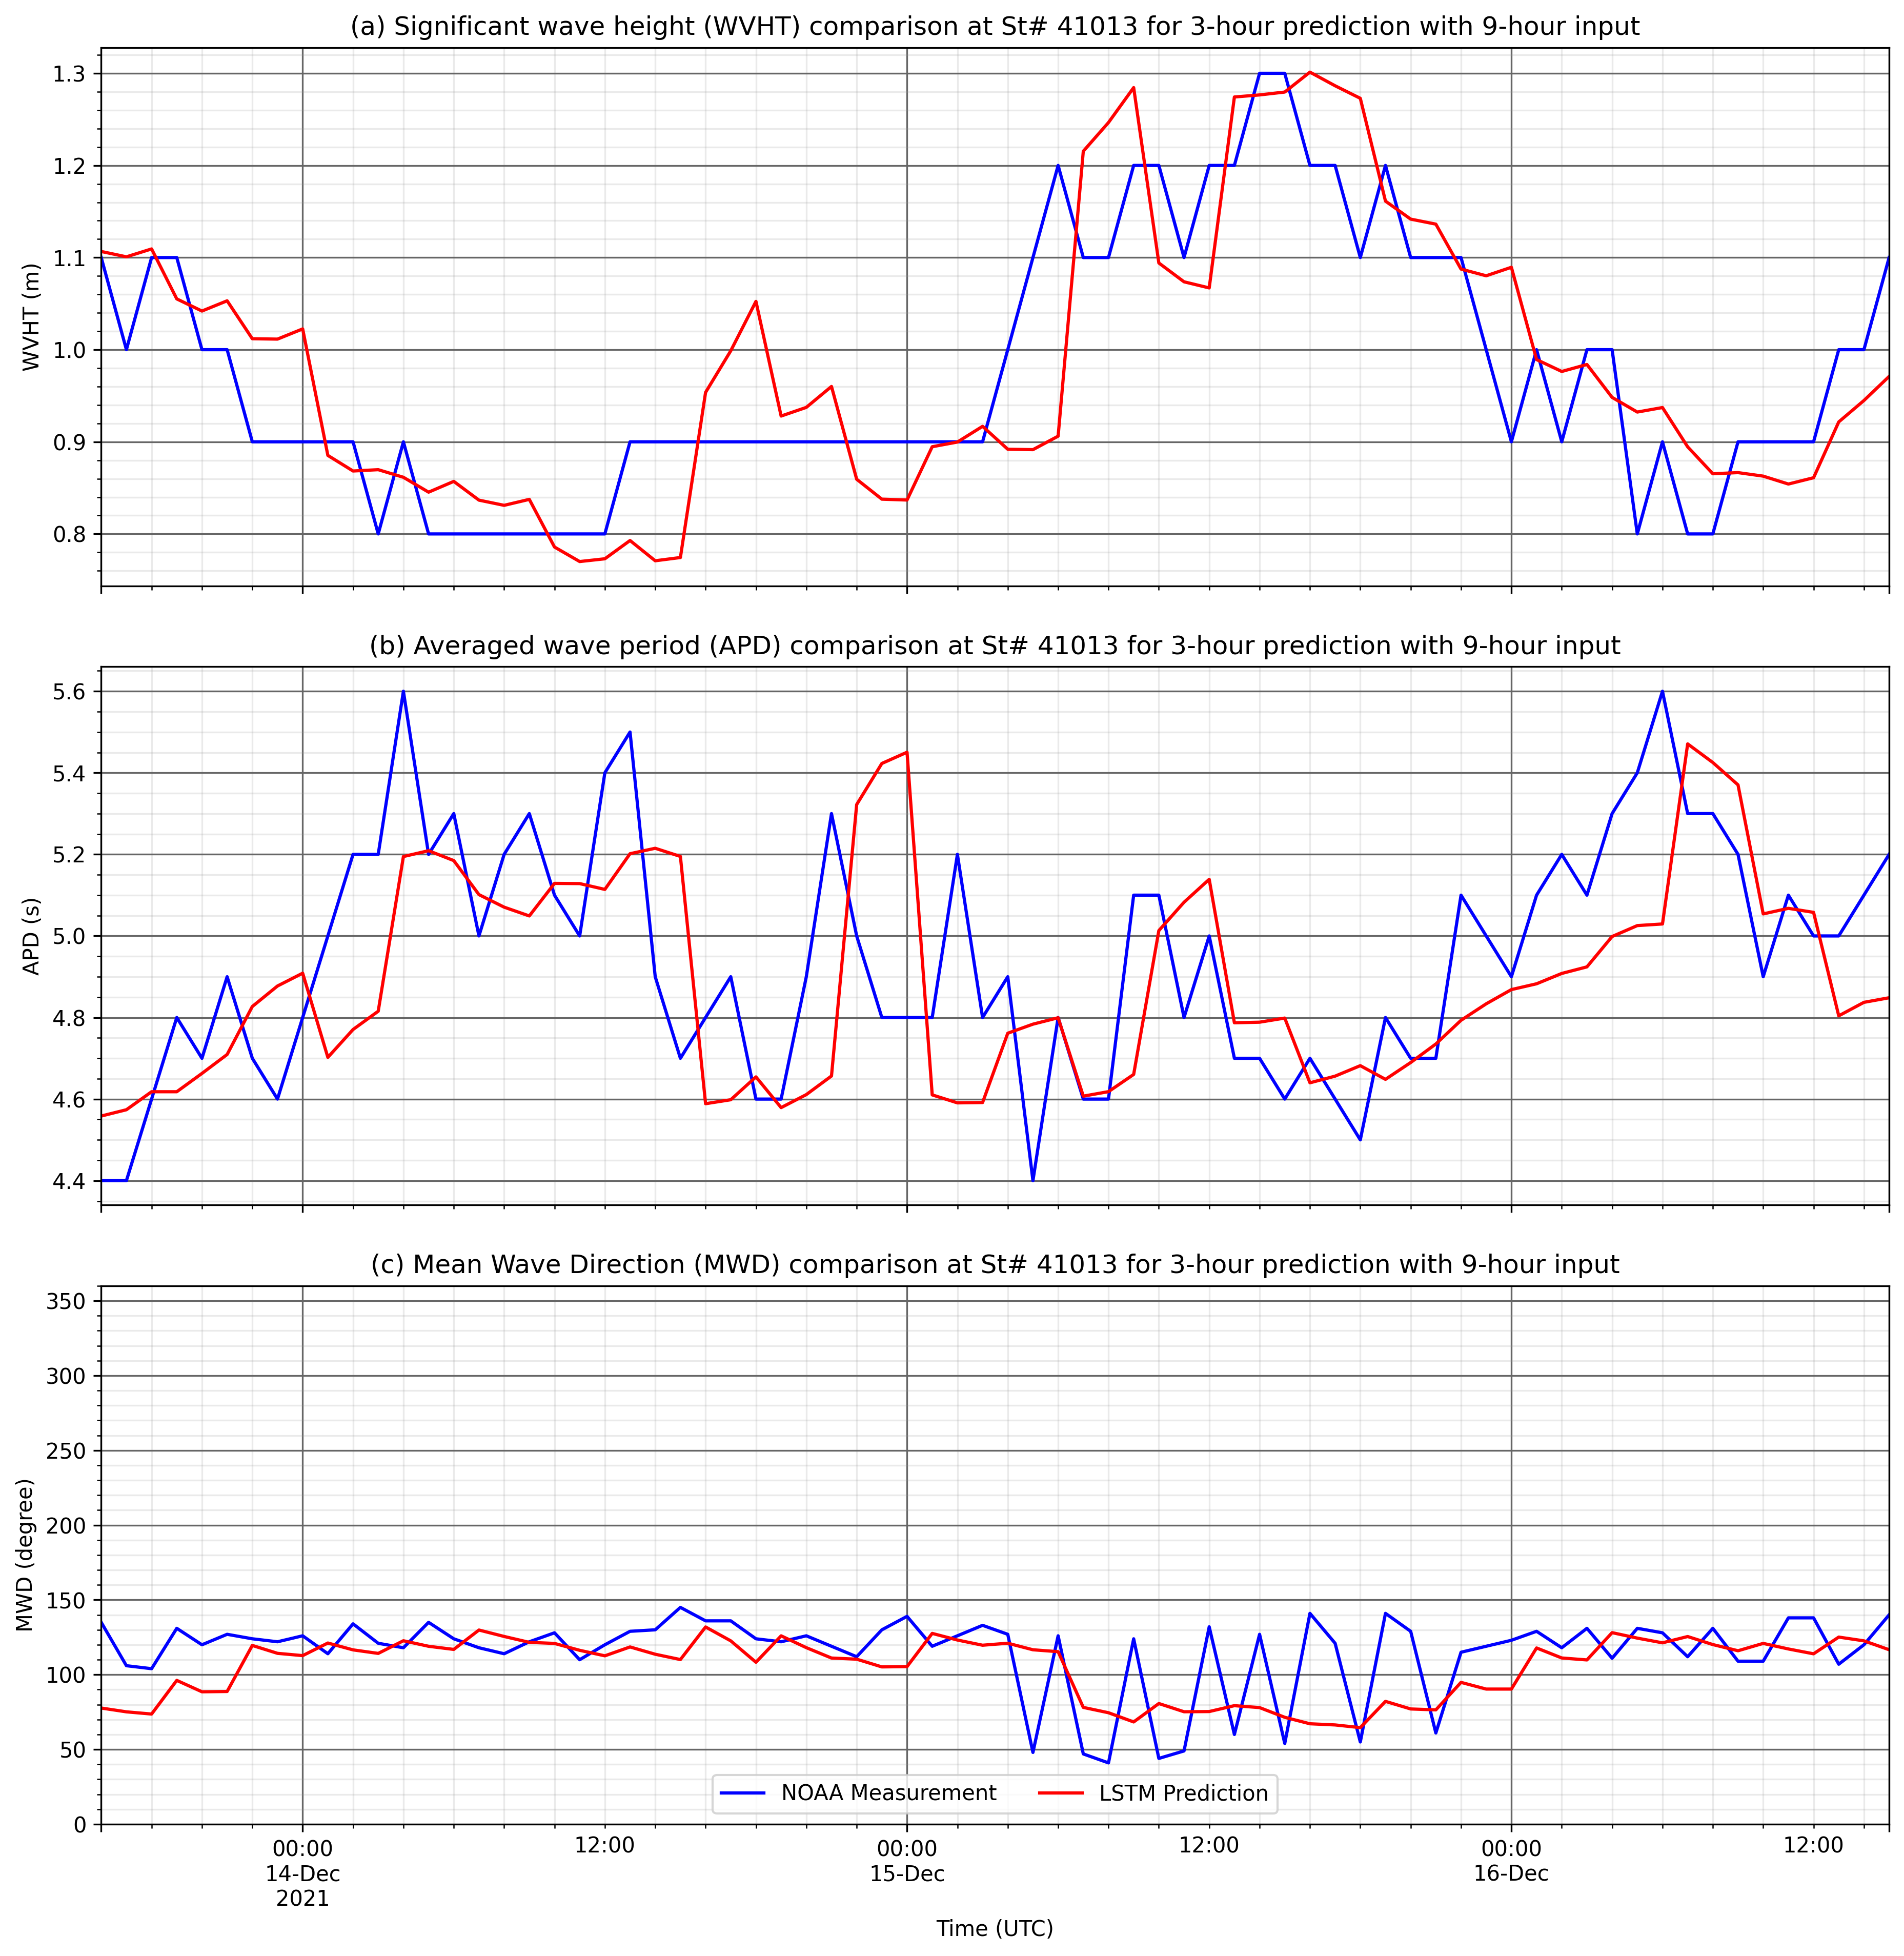 (a) Significant wave height (WVHT) comparison at St# 41013 for 3-hour prediction with 9-hour input
1.3
1.2
1.1
1.0
0.9
0.8
WVHT (m)
(b) Averaged wave period (APD) comparison at St# 41013 for 3-hour prediction with 9-hour input
5.6
5.4
5.2
5.0
4.8
4.6
4.4
APD (s)
(c) Mean Wave Direction (MWD) comparison at St# 41013 for 3-hour prediction with 9-hour input
350
300
250
200
150
100
50
0
MWD (degree)
NOAA Measurement LSTM Prediction
00:00 12:00 00:00 12:00 00:00 12:00
14-Dec 15-Dec 16-Dec
2021
Time (UTC)